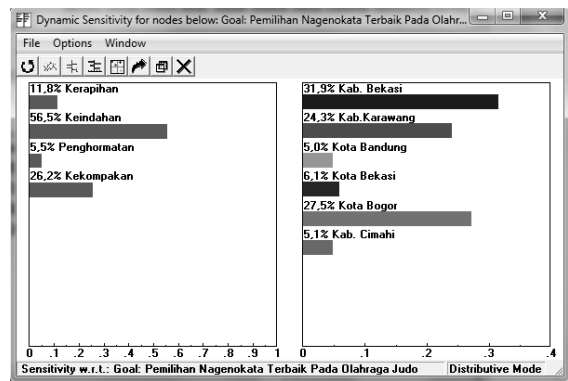 Dynamic Sensitivity for nodes below: Goal: Pemilihan Nagenokata Terbaik Pada Olahr...
File Options Window
11,8% Kerapihan
56,5% Keindahan
5,5% Penghormatan
26,2% Kekompakan
0 .1 .2 .3 .4 .5 .6 .7 .8 .9 1
31,9% Kab. Bekasi
24,3% Kab.Karawang
5,0% Kota Bandung
6,1% Kota Bekasi
27,5% Kota Bogor
5,1% Kab. Cimahi
0 .1 .2 .3 .4
Sensitivity w.r.t.: Goal: Pemilihan Nagenokata Terbaik Pada Olahraga Judo
Distributive Mode